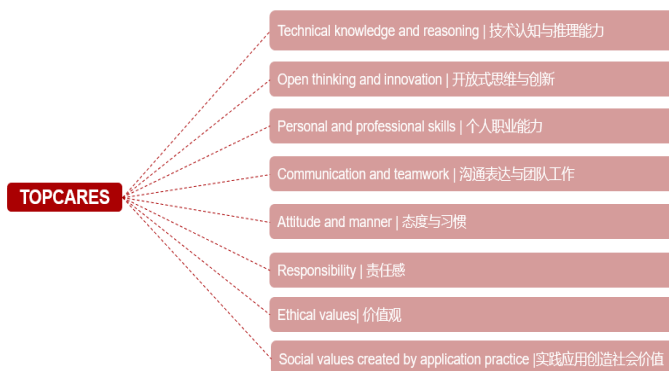 TOPCARES
Technical knowledge and reasoning | 技术认知与推理能力
Open thinking and innovation | 开放式思维与创新
Personal and professional skills | 个人职业能力
Communication and teamwork | 沟通表达与团队工作
Attitude and manner | 态度与习惯
Responsibility | 责任感
Ethical values| 价值观
Social values created by application practice |实践应用创造社会价值